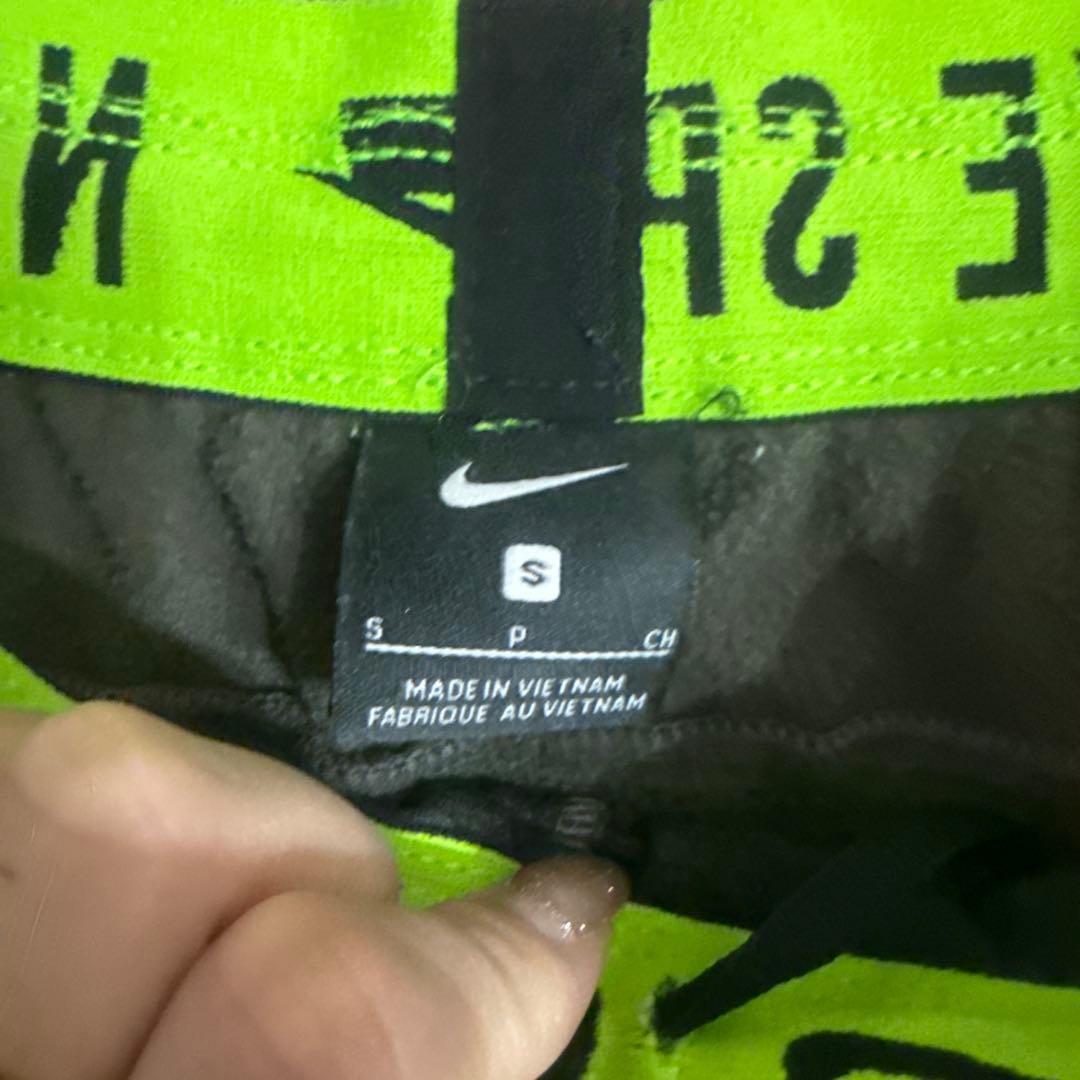 S
S P CH
MADE IN VIETNAM
FABRIQUE AU VIETNAM